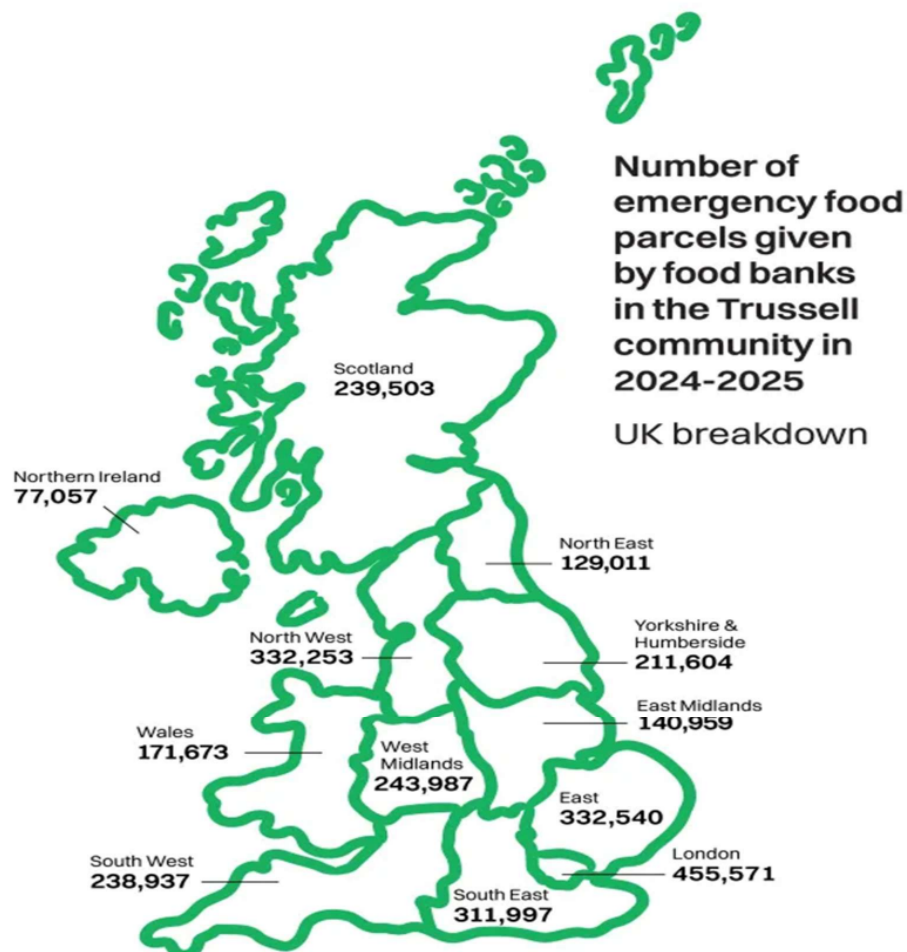 Number of
emergency food
parcels given
by food banks
in the Trussell
community in
2024-2025
UK breakdown
Scotland
239,503
Northern Ireland
77,057
North East
129,011
North West
332,253
Yorkshire &
Humberside
211,604
East Midlands
140,959
Wales
171,673
West
Midlands
243,987
East
332,540
London
455,571
South West
238,937
South East
311,997